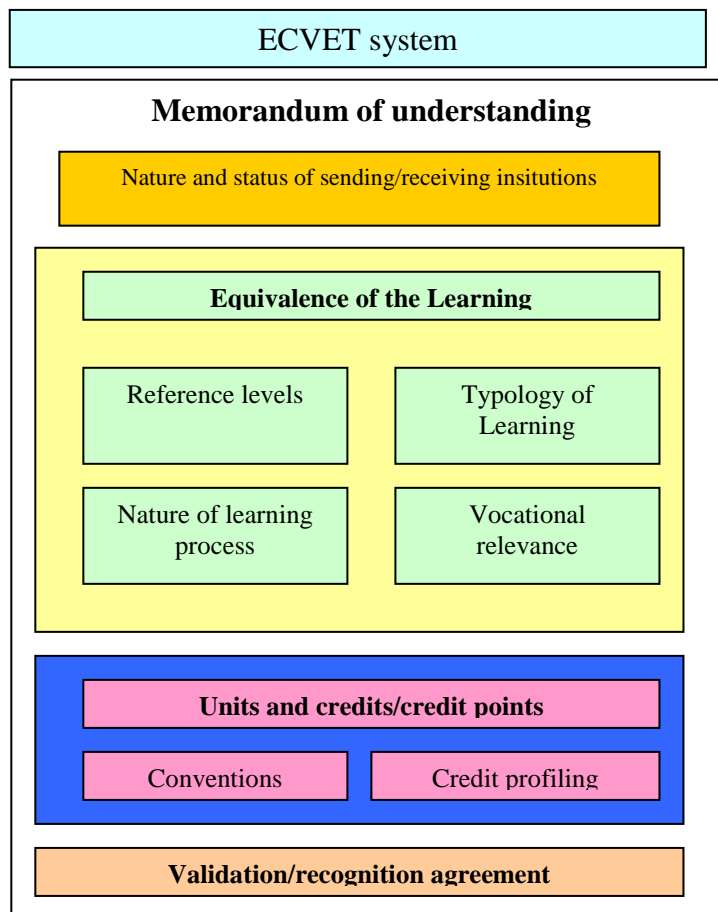 ECVET system
Memorandum of understanding
Nature and status of sending/receiving insitutions
Equivalence of the Learning
Reference levels
Typology of
Learning
Nature of learning
process
Vocational
relevance
Units and credits/credit points
Conventions
Credit profiling
Validation/recognition agreement